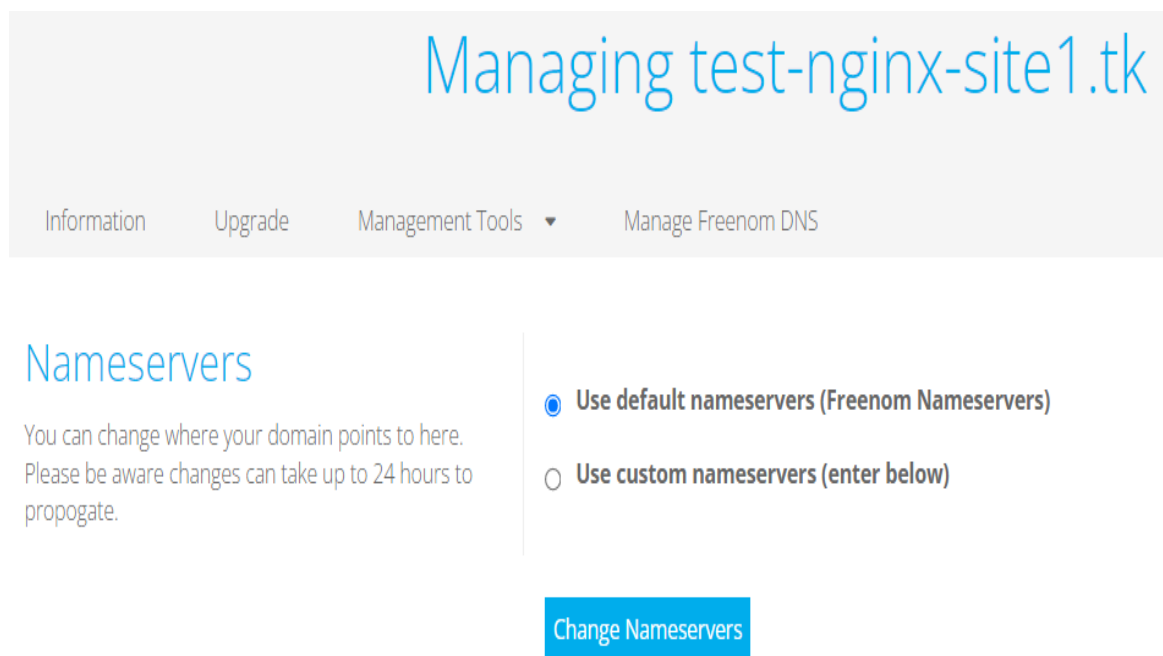 Managing test-nginx-site1.tk
Information Upgrade Management Tools Manage Freenom DNS
Nameservers
You can change where your domain points to here.
Please be aware changes can take up to 24 hours to
propogate.
Use default nameservers (Freenom Nameservers)
Use custom nameservers (enter below)
Change Nameservers